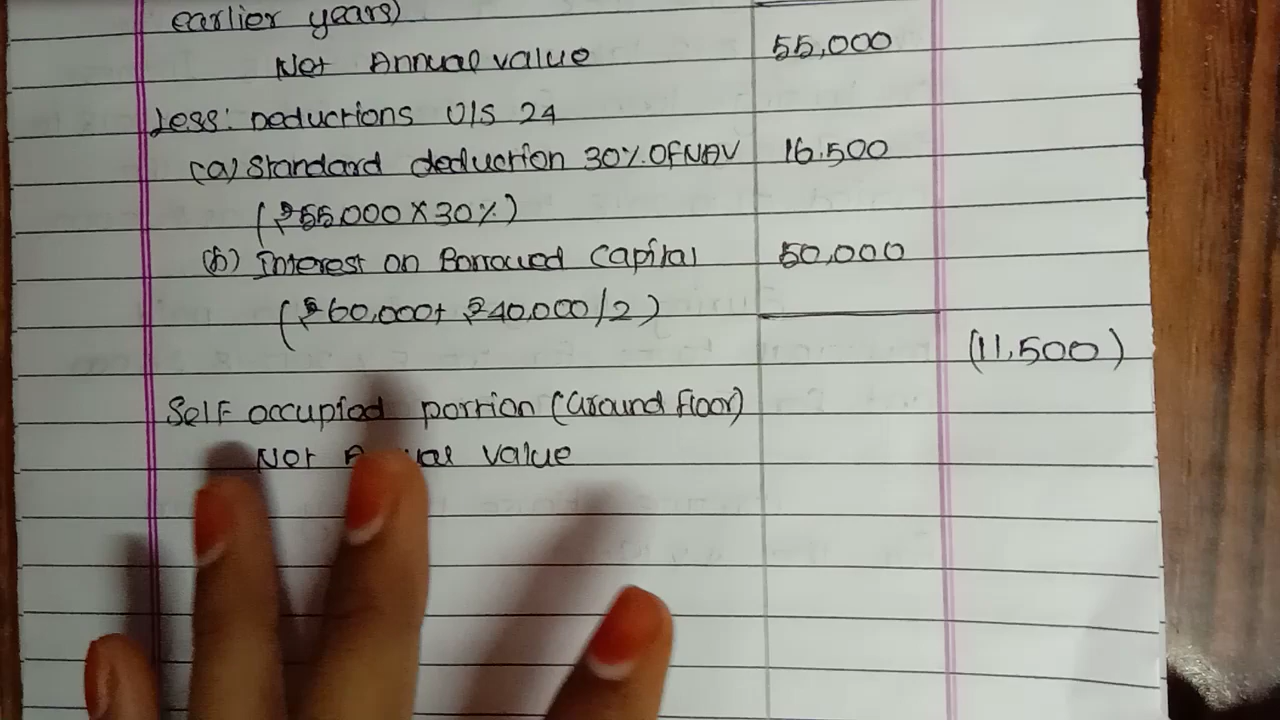 earlier years)
Net Annual value 55,000
Less: Deductions U/S 24
(a) Standard deduction 30% OF NAV 16,500
(₹55,000 X 30%)
(b) Interest on Borrowed Capital 50,000
(₹60,000+ ₹40,000/2)
(11,500)
Self occupied portion (Ground Floor)
Net value